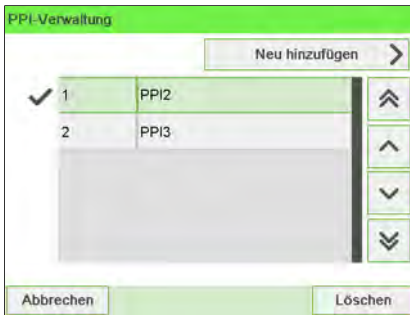 PPI-Verwaltung
Neu hinzufügen
1 PPI2
2 PPI3
Abbrechen Löschen